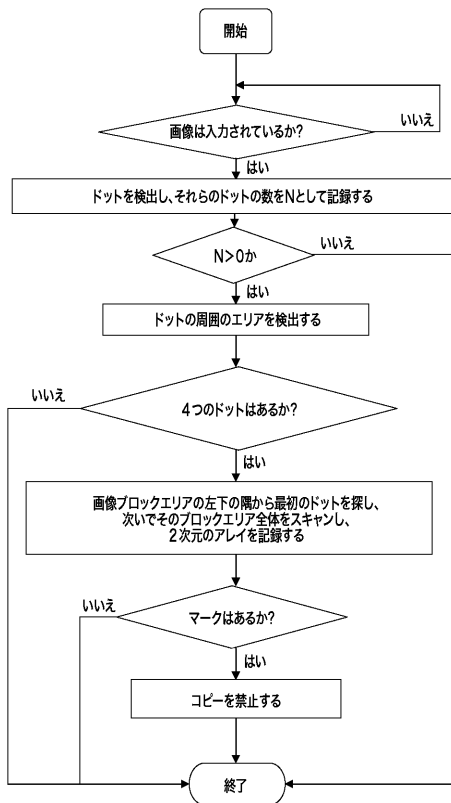 開始
画像は入力されているか?
いいえ
はい
ドットを検出し、それらのドットの数をNとして記録する
N>0か
いいえ
はい
ドットの周囲のエリアを検出する
いいえ
4つのドットはあるか?
はい
画像ブロックエリアの左下の隅から最初のドットを探し、
次いでそのブロックエリア全体をスキャンし、
2次元のアレイを記録する
いいえ
マークはあるか?
はい
コピーを禁止する
終了